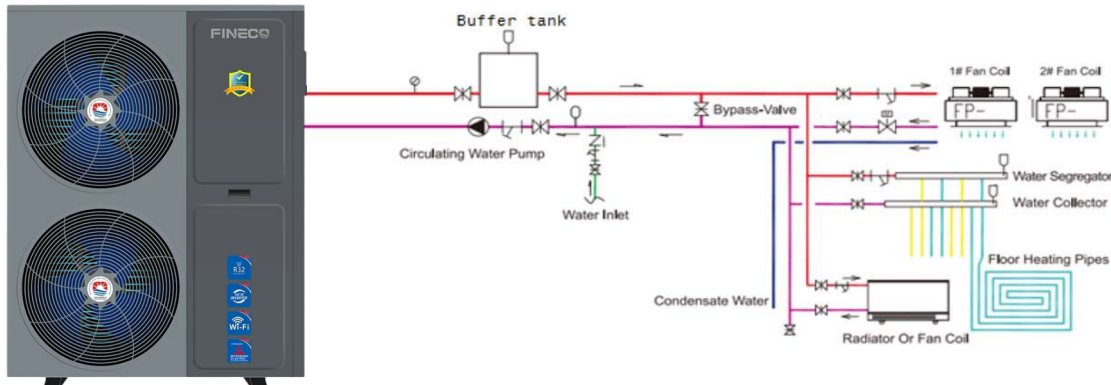 FINECO
Buffer tank
1# Fan Coil
2# Fan Coil
FP-
FP-
Bypass-Valve
Circulating Water Pump
Water Inlet
Water Segregator
Water Collector
Floor Heating Pipes
Condensate Water
Radiator Or Fan Coil
R32
Wi-Fi